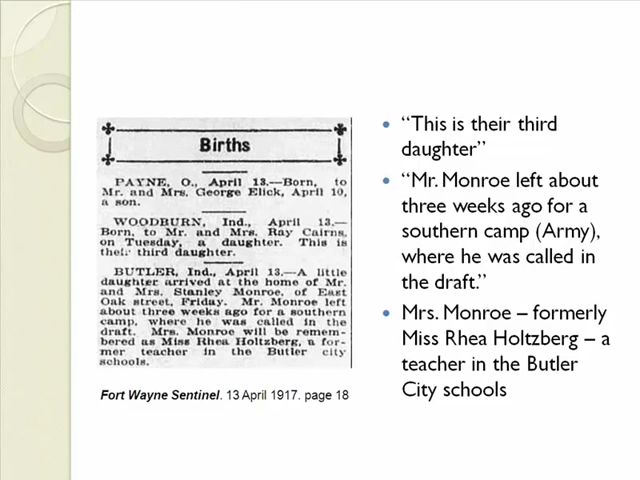 Births
PAYNE, O., April 13.—Born, to
Mr. and Mrs. George Elick, April 10,
a son.
WOODBURN, Ind., April 13.—
Born, to Mr. and Mrs. Ray Cairns,
on Tuesday, a daughter. This is
their third daughter.
BUTLER, Ind., April 13.—A little
daughter arrived at the home of Mr.
and Mrs. Stanley Monroe, of East
Oak street, Friday. Mr. Monroe left
about three weeks ago for a southern
camp, where he was called in the
draft. Mrs. Monroe will be remem-
bered as Miss Rhea Holtzberg, a for-
mer teacher in the Butler city
schools.
Fort Wayne Sentinel. 13 April 1917. page 18
• “This is their third
daughter”
• “Mr. Monroe left about
three weeks ago for a
southern camp (Army),
where he was called in
the draft.”
• Mrs. Monroe – formerly
Miss Rhea Holtzberg – a
teacher in the Butler
City schools